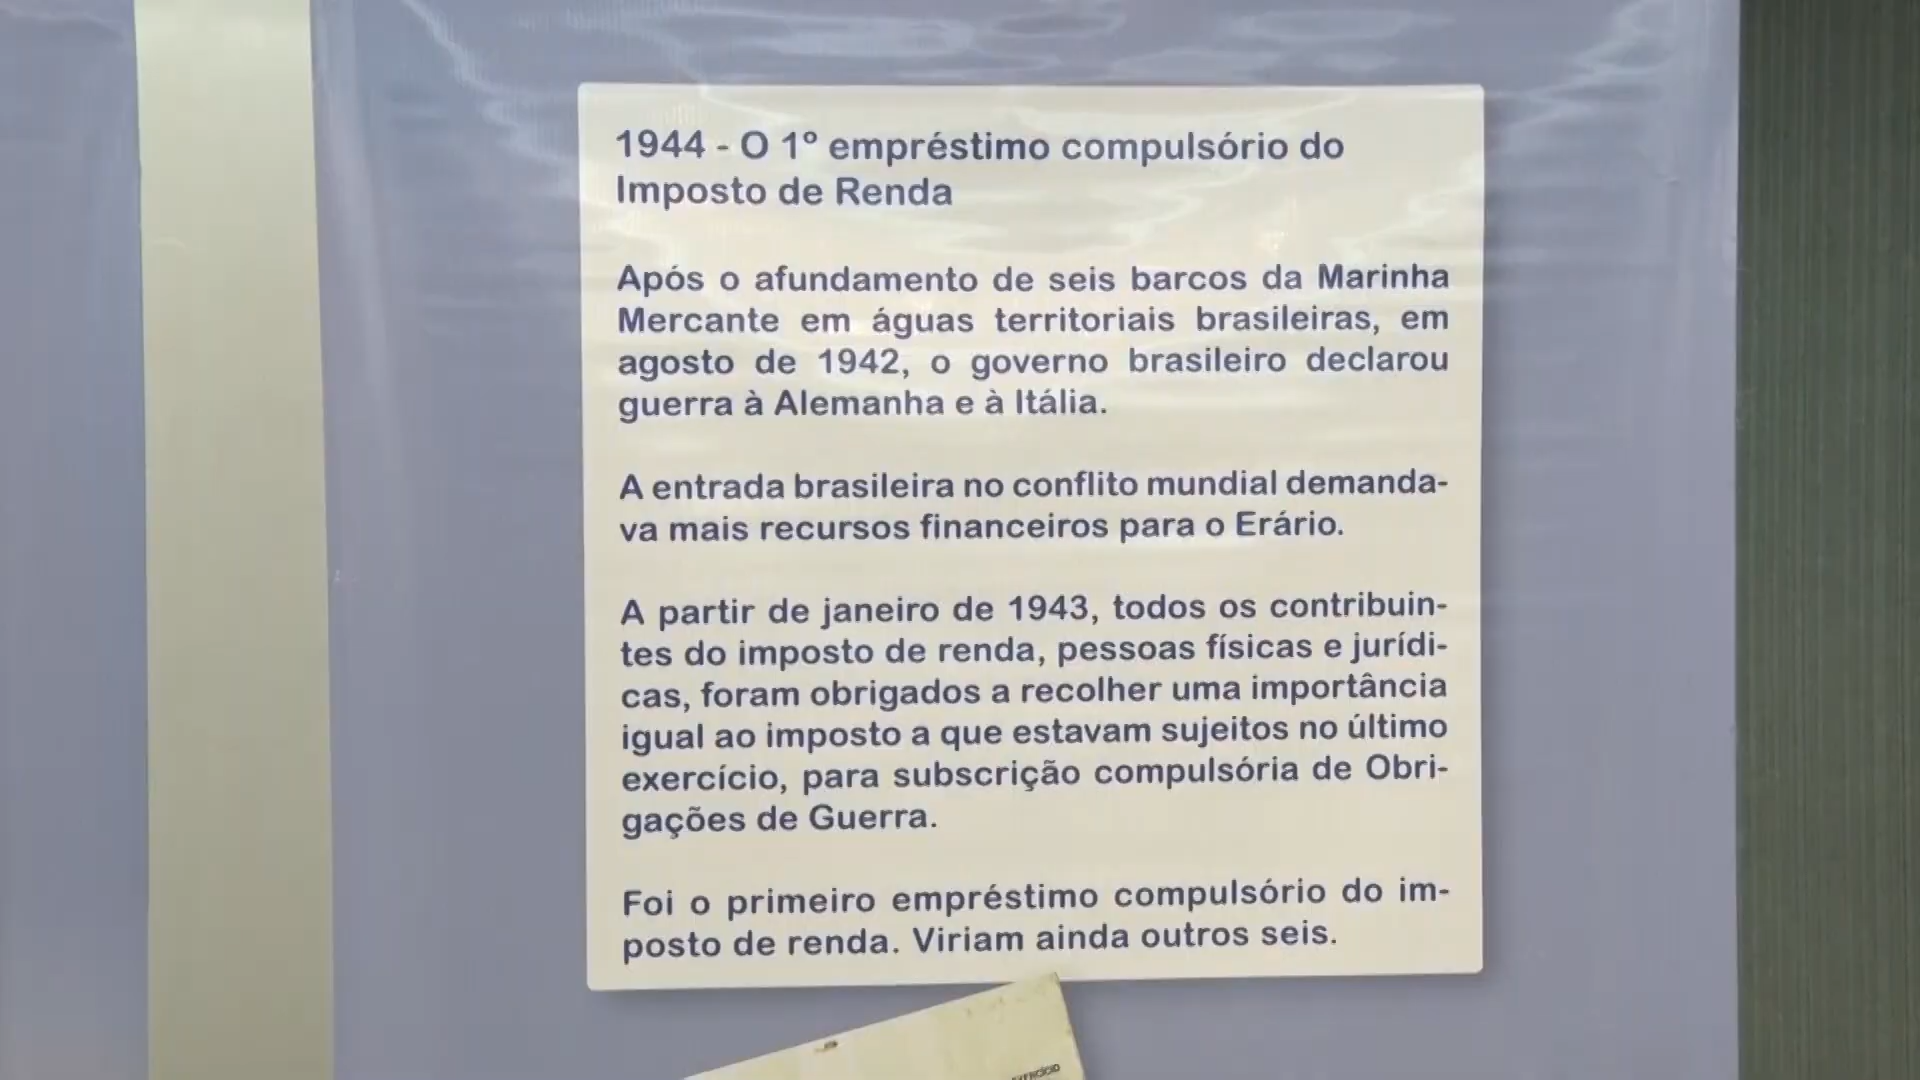 1944 - O 1º empréstimo compulsório do
Imposto de Renda
Após o afundamento de seis barcos da Marinha
Mercante em águas territoriais brasileiras, em
agosto de 1942, o governo brasileiro declarou
guerra à Alemanha e à Itália.
A entrada brasileira no conflito mundial demanda-
va mais recursos financeiros para o Erário.
A partir de janeiro de 1943, todos os contribuin-
tes do imposto de renda, pessoas físicas e jurídi-
cas, foram obrigados a recolher uma importância
igual ao imposto a que estavam sujeitos no último
exercício, para subscrição compulsória de Obri-
gações de Guerra.
Foi o primeiro empréstimo compulsório do im-
posto de renda. Viriam ainda outros seis.